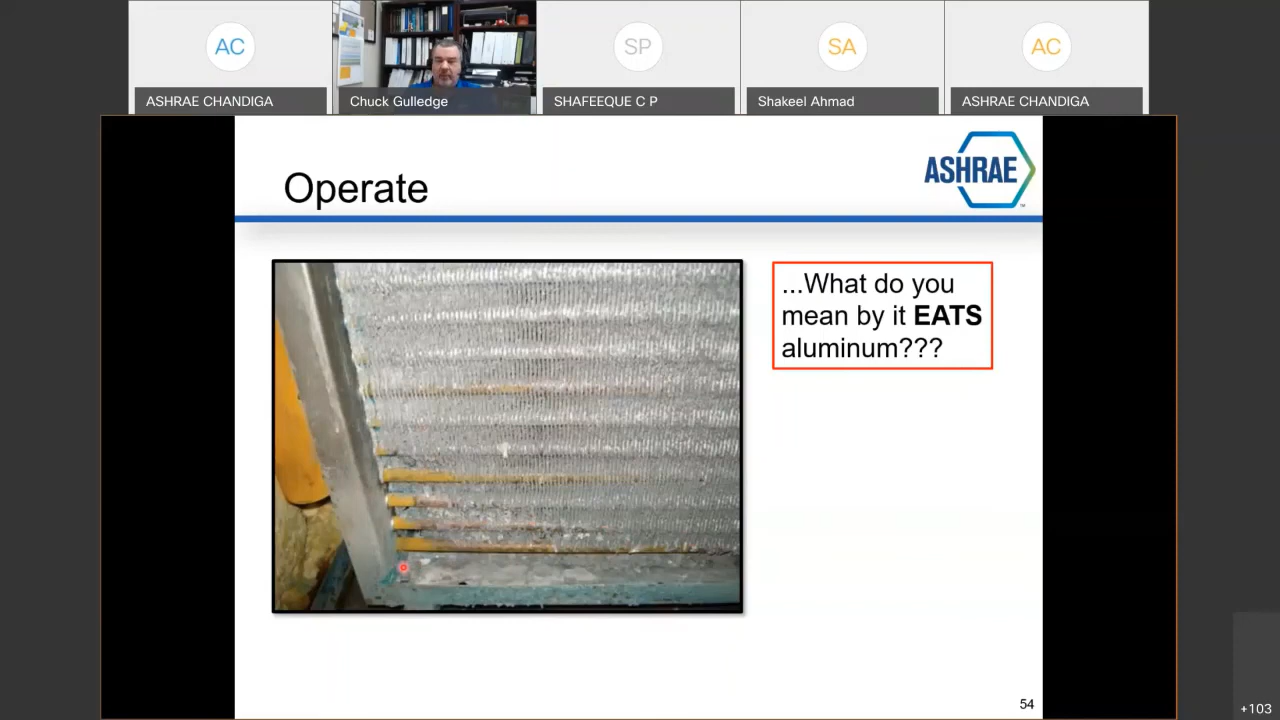 AC
SP
SA
AC
ASHRAE CHANDIGA
Chuck Gulledge
SHAFEEQUE C P
Shakeel Ahmad
ASHRAE CHANDIGA
Operate
ASHRAE
TM
...What do you
mean by it EATS
aluminum???
54
+103